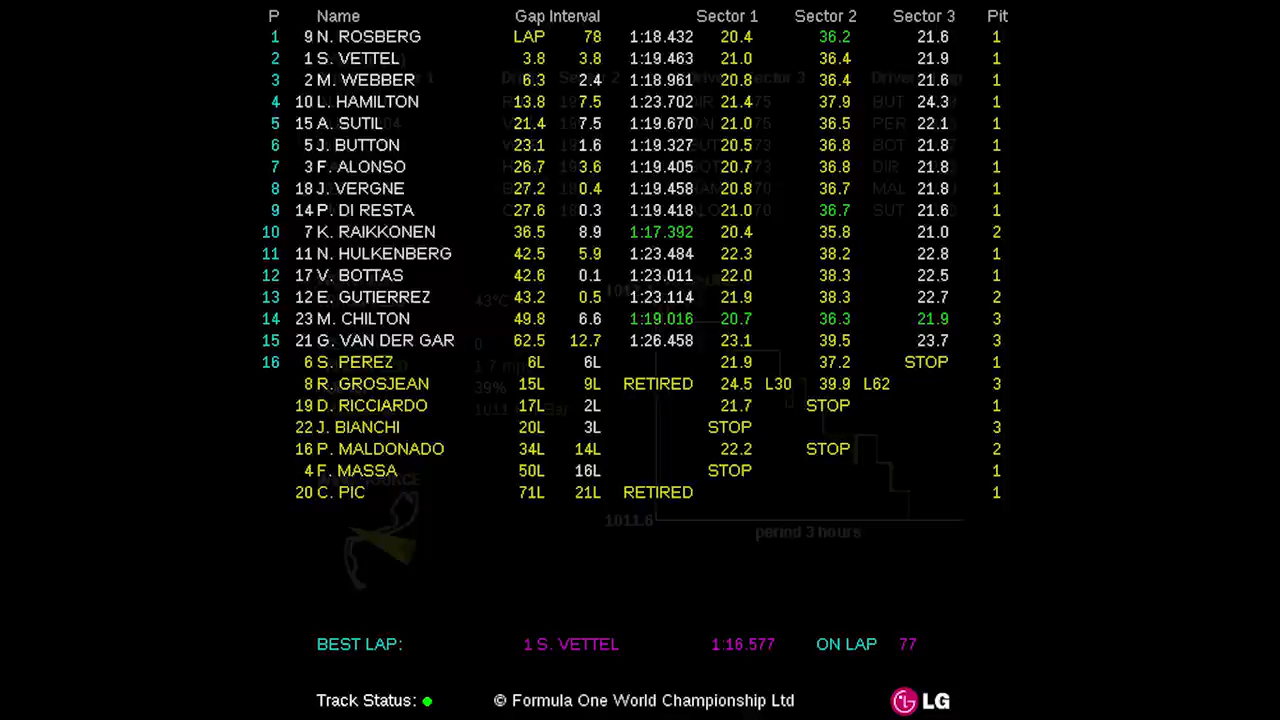 P Name Gap Interval Sector 1 Sector 2 Sector 3 Pit
1 9 N. ROSBERG LAP 78 1:18.432 20.4 36.2 21.6 1
2 1 S. VETTEL 3.8 3.8 1:19.463 21.0 36.4 21.9 1
3 2 M. WEBBER 6.3 2.4 1:18.961 20.8 36.4 21.6 1
4 10 L. HAMILTON 13.8 7.5 1:23.702 21.4 37.9 24.3 1
5 15 A. SUTIL 21.4 7.5 1:19.670 21.0 36.5 22.1 1
6 5 J. BUTTON 23.1 1.6 1:19.327 20.5 36.8 21.8 1
7 3 F. ALONSO 26.7 3.6 1:19.405 20.7 36.8 21.8 1
8 18 J. VERGNE 27.2 0.4 1:19.458 20.8 36.7 21.8 1
9 14 P. DI RESTA 27.6 0.3 1:19.418 21.0 36.7 21.6 1
10 7 K. RAIKKONEN 36.5 8.9 1:17.392 20.4 35.8 21.0 2
11 11 N. HULKENBERG 42.5 5.9 1:23.484 22.3 38.2 22.8 1
12 17 V. BOTTAS 42.6 0.1 1:23.011 22.0 38.3 22.5 1
13 12 E. GUTIERREZ 43.2 0.5 1:23.114 21.9 38.3 22.7 2
14 23 M. CHILTON 49.8 6.6 1:19.016 20.7 36.3 21.9 3
15 21 G. VAN DER GAR 62.5 12.7 1:26.458 23.1 39.5 23.7 3
16 6 S. PEREZ 6L 6L 21.9 37.2 STOP 1
8 R. GROSJEAN 15L 9L RETIRED 24.5 L30 39.9 L62 3
19 D. RICCIARDO 17L 2L 21.7 STOP 1
22 J. BIANCHI 20L 3L STOP 3
16 P. MALDONADO 34L 14L 22.2 STOP 2
4 F. MASSA 50L 16L STOP 1
20 C. PIC 71L 21L RETIRED 1
1011.6
period 3 hours
BEST LAP: 1 S. VETTEL 1:16.577 ON LAP 77
Track Status: © Formula One World Championship Ltd LG